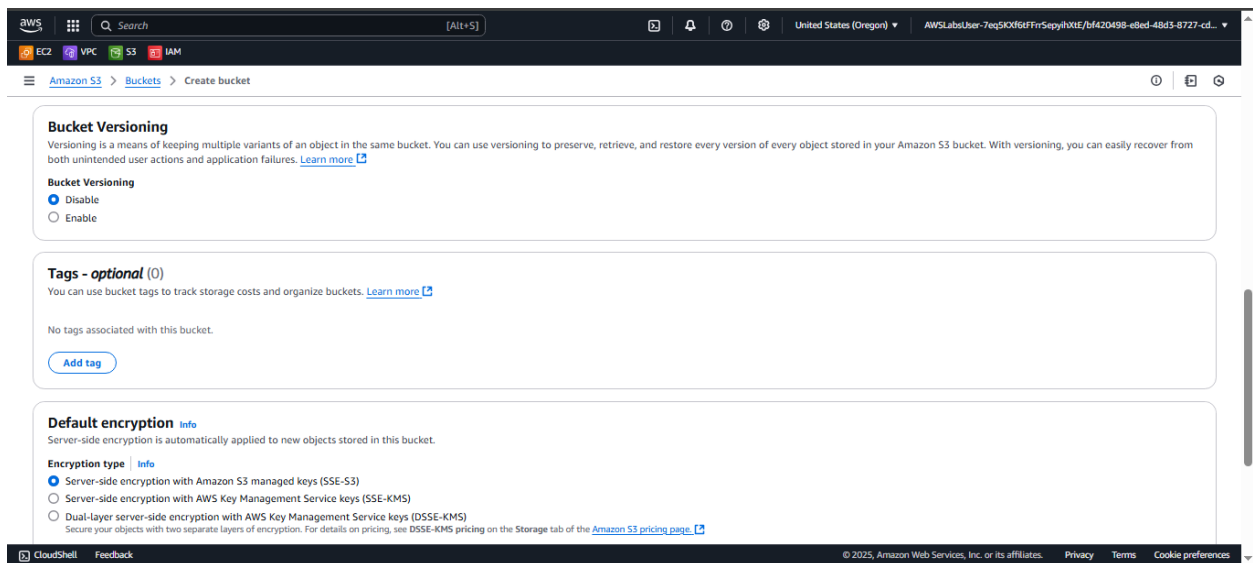 aws
Search [Alt+S] United States (Oregon) ▼ AWSLabsUser-7eq5KXf6tFFrrSepyihXtE/bf420498-e8ed-48d3-8727-cd... ▼
EC2 VPC S3 IAM
Amazon S3 > Buckets > Create bucket
Bucket Versioning
Versioning is a means of keeping multiple variants of an object in the same bucket. You can use versioning to preserve, retrieve, and restore every version of every object stored in your Amazon S3 bucket. With versioning, you can easily recover from
both unintended user actions and application failures. Learn more
Bucket Versioning
Disable
Enable
Tags - optional (0)
You can use bucket tags to track storage costs and organize buckets. Learn more
No tags associated with this bucket.
Add tag
Default encryption Info
Server-side encryption is automatically applied to new objects stored in this bucket.
Encryption type Info
Server-side encryption with Amazon S3 managed keys (SSE-S3)
Server-side encryption with AWS Key Management Service keys (SSE-KMS)
Dual-layer server-side encryption with AWS Key Management Service keys (DSSE-KMS)
Secure your objects with two separate layers of encryption. For details on pricing, see DSSE-KMS pricing on the Storage tab of the Amazon S3 pricing page.
CloudShell Feedback © 2025, Amazon Web Services, Inc. or its affiliates. Privacy Terms Cookie preferences